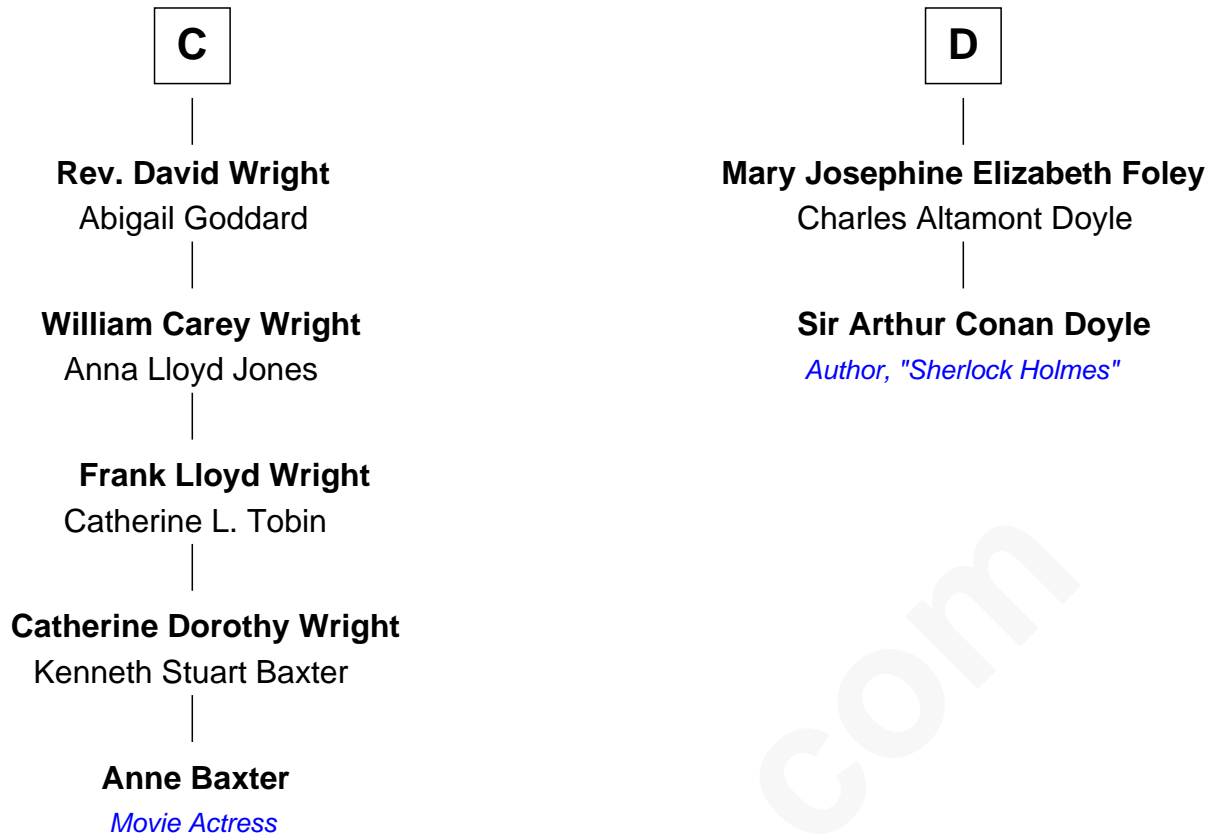 C
Rev. David Wright
Abigail Goddard
William Carey Wright
Anna Lloyd Jones
Frank Lloyd Wright
Catherine L. Tobin
Catherine Dorothy Wright
Kenneth Stuart Baxter
Anne Baxter
Movie Actress
D
Mary Josephine Elizabeth Foley
Charles Altamont Doyle
Sir Arthur Conan Doyle
Author, "Sherlock Holmes"
com